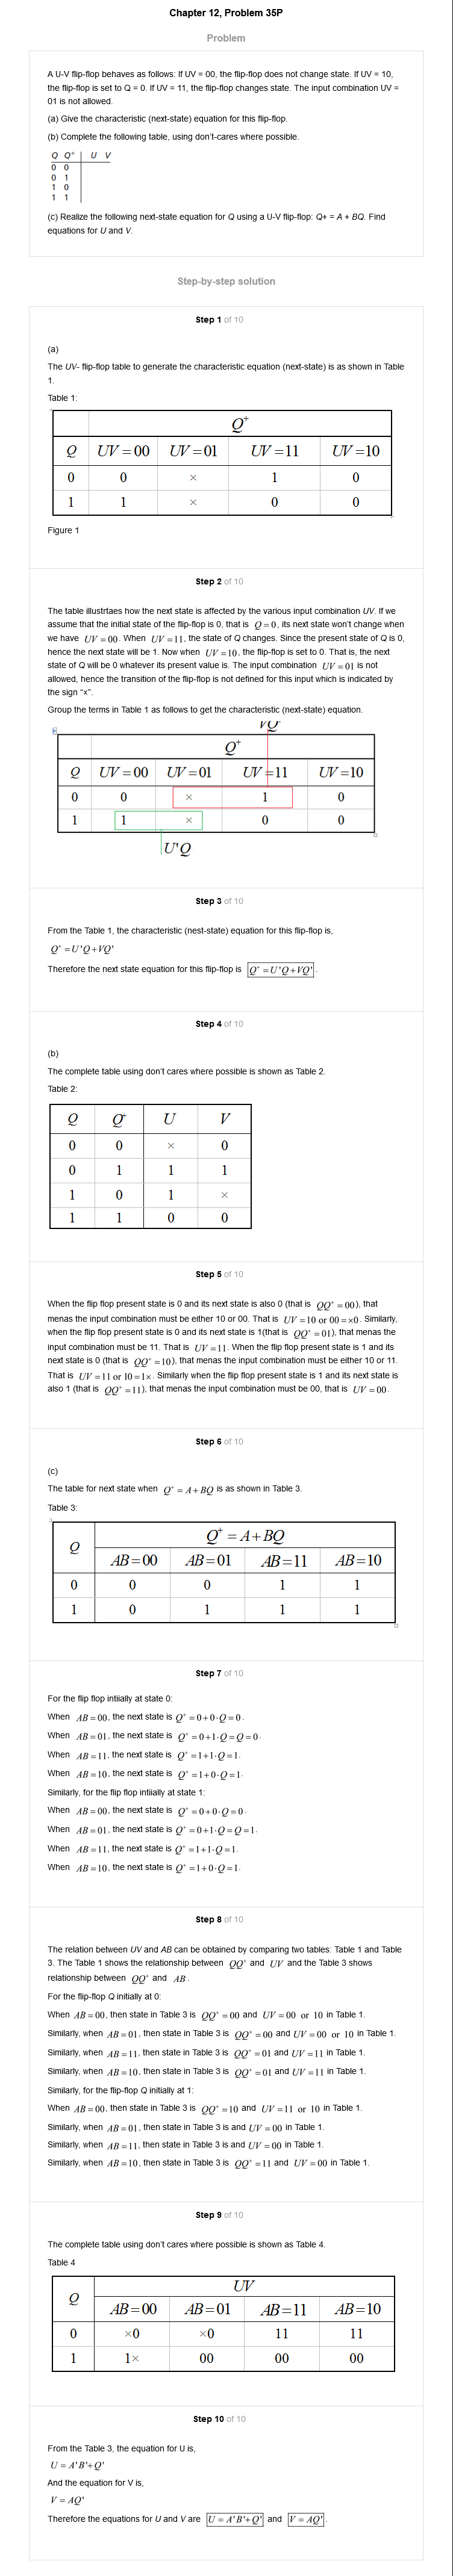 Chapter 12, Problem 35P
Problem
A U-V flip-flop behaves as follows: If UV = 00, the flip-flop does not change state. If UV = 10,
the flip-flop is set to Q = 0. If UV = 11, the flip-flop changes state. The input combination UV =
01 is not allowed.
(a) Give the characteristic (next-state) equation for this flip-flop.
(b) Complete the following table, using don't-cares where possible.
Q Q⁺ U V
0 0
0 1
1 0
1 1
(c) Realize the following next-state equation for Q using a U-V flip-flop: Q+ = A + BQ. Find
equations for U and V.
Step-by-step solution
Step 1 of 10
(a)
The UV- flip-flop table to generate the characteristic equation (next-state) is as shown in Table
1.
Table 1:
Q⁺
Q UV = 00 UV = 01 UV = 11 UV = 10
0 0 × 1 0
1 1 × 0 0
Figure 1
Step 2 of 10
The table illustrtaes how the next state is affected by the various input combination UV. If we
assume that the initial state of the flip-flop is 0, that is Q = 0, its next state won't change when
we have UV = 00. When UV = 11, the state of Q changes. Since the present state of Q is 0,
hence the next state will be 1. Now when UV = 10, the flip-flop is set to 0. That is, the next
state of Q will be 0 whatever its present value is. The input combination UV = 01 is not
allowed, hence the transition of the flip-flop is not defined for this input which is indicated by
the sign "×".
Group the terms in Table 1 as follows to get the characteristic (next-state) equation.
VQ'
Q⁺
Q UV = 00 UV = 01 UV = 11 UV = 10
0 0 × 1 0
1 1 × 0 0
U'Q
Step 3 of 10
From the Table 1, the characteristic (nest-state) equation for this flip-flop is,
Q⁺ = U'Q + VQ'
Therefore the next state equation for this flip-flop is Q⁺ = U'Q + VQ'.
Step 4 of 10
(b)
The complete table using don't cares where possible is shown as Table 2.
Table 2:
Q Q⁺ U V
0 0 × 0
0 1 1 1
1 0 1 ×
1 1 0 0
Step 5 of 10
When the flip flop present state is 0 and its next state is also 0 (that is QQ⁺ = 00), that
menas the input combination must be either 10 or 00. That is UV = 10 or 00 = ×0. Similarly,
when the flip flop present state is 0 and its next state is 1(that is QQ⁺ = 01), that menas the
input combination must be 11. That is UV = 11. When the flip flop present state is 1 and its
next state is 0 (that is QQ⁺ = 10), that menas the input combination must be either 10 or 11.
That is UV = 11 or 10 = 1×. Similarly when the flip flop present state is 1 and its next state is
also 1 (that is QQ⁺ = 11), that menas the input combination must be 00, that is UV = 00.
Step 6 of 10
(c)
The table for next state when Q⁺ = A + BQ is as shown in Table 3.
Table 3:
Q Q⁺ = A + BQ
AB = 00 AB = 01 AB = 11 AB = 10
0 0 0 1 1
1 0 1 1 1
Step 7 of 10
For the flip flop intiially at state 0:
When AB = 00, the next state is Q⁺ = 0 + 0·Q = 0.
When AB = 01, the next state is Q⁺ = 0 + 1·Q = Q = 0.
When AB = 11, the next state is Q⁺ = 1 + 1·Q = 1.
When AB = 10, the next state is Q⁺ = 1 + 0·Q = 1.
Similarly, for the flip flop intiially at state 1:
When AB = 00, the next state is Q⁺ = 0 + 0·Q = 0.
When AB = 01, the next state is Q⁺ = 0 + 1·Q = Q = 1.
When AB = 11, the next state is Q⁺ = 1 + 1·Q = 1.
When AB = 10, the next state is Q⁺ = 1 + 0·Q = 1.
Step 8 of 10
The relation between UV and AB can be obtained by comparing two tables: Table 1 and Table
3. The Table 1 shows the relationship between QQ⁺ and UV and the Table 3 shows
relationship between QQ⁺ and AB.
For the flip-flop Q initially at 0:
When AB = 00, then state in Table 3 is QQ⁺ = 00 and UV = 00 or 10 in Table 1.
Similarly, when AB = 01, then state in Table 3 is QQ⁺ = 00 and UV = 00 or 10 in Table 1.
Similarly, when AB = 11, then state in Table 3 is QQ⁺ = 01 and UV = 11 in Table 1.
Similarly, when AB = 10, then state in Table 3 is QQ⁺ = 01 and UV = 11 in Table 1.
Similarly, for the flip-flop Q initially at 1:
When AB = 00, then state in Table 3 is QQ⁺ = 10 and UV = 11 or 10 in Table 1.
Similarly, when AB = 01, then state in Table 3 is and UV = 00 in Table 1.
Similarly, when AB = 11, then state in Table 3 is and UV = 00 in Table 1.
Similarly, when AB = 10, then state in Table 3 is QQ⁺ = 11 and UV = 00 in Table 1.
Step 9 of 10
The complete table using don't cares where possible is shown as Table 4.
Table 4
Q UV
AB = 00 AB = 01 AB = 11 AB = 10
0 ×0 ×0 11 11
1 1× 00 00 00
Step 10 of 10
From the Table 3, the equation for U is,
U = A'B'+Q'
And the equation for V is,
V = AQ'
Therefore the equations for U and V are U = A'B'+Q' and V = AQ'.